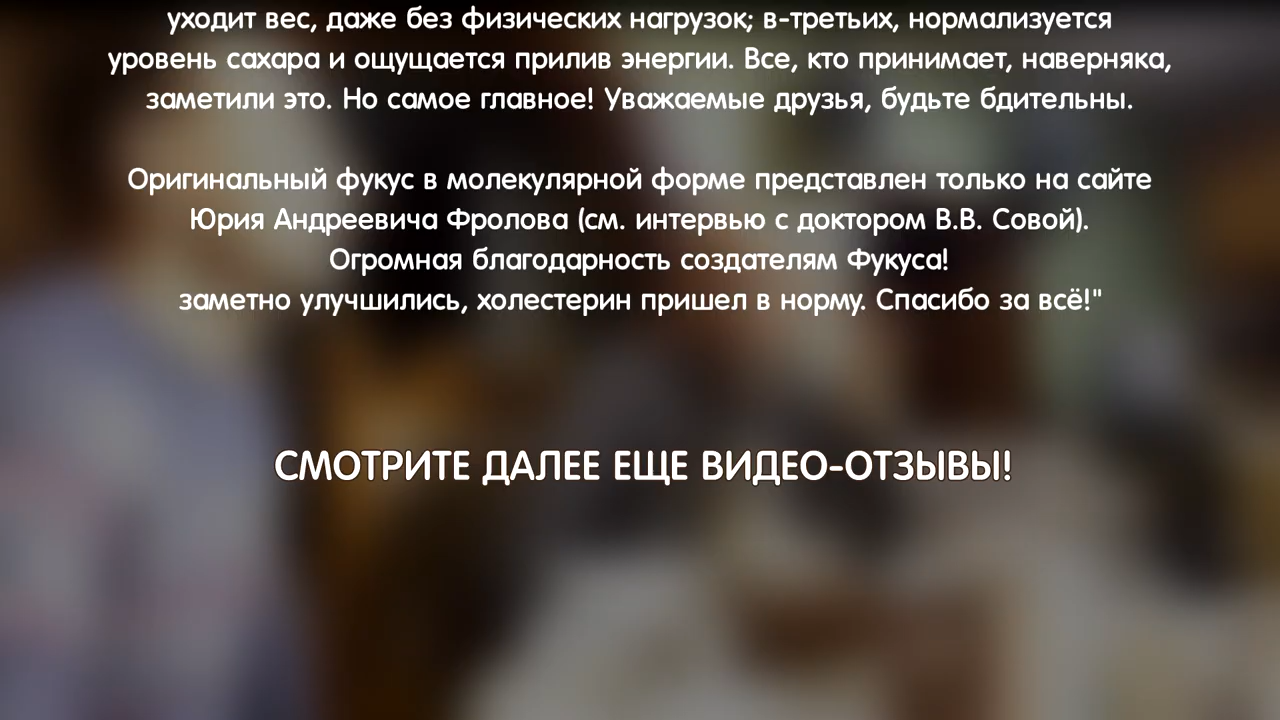 уходит вес, даже без физических нагрузок; в-третьих, нормализуется
уровень сахара и ощущается прилив энергии. Все, кто принимает, наверняка,
заметили это. Но самое главное! Уважаемые друзья, будьте бдительны.
Оригинальный фукус в молекулярной форме представлен только на сайте
Юрия Андреевича Фролова (см. интервью с доктором В.В. Совой).
Огромная благодарность создателям Фукуса!
заметно улучшились, холестерин пришел в норму. Спасибо за всё!"
СМОТРИТЕ ДАЛЕЕ ЕЩЕ ВИДЕО-ОТЗЫВЫ!